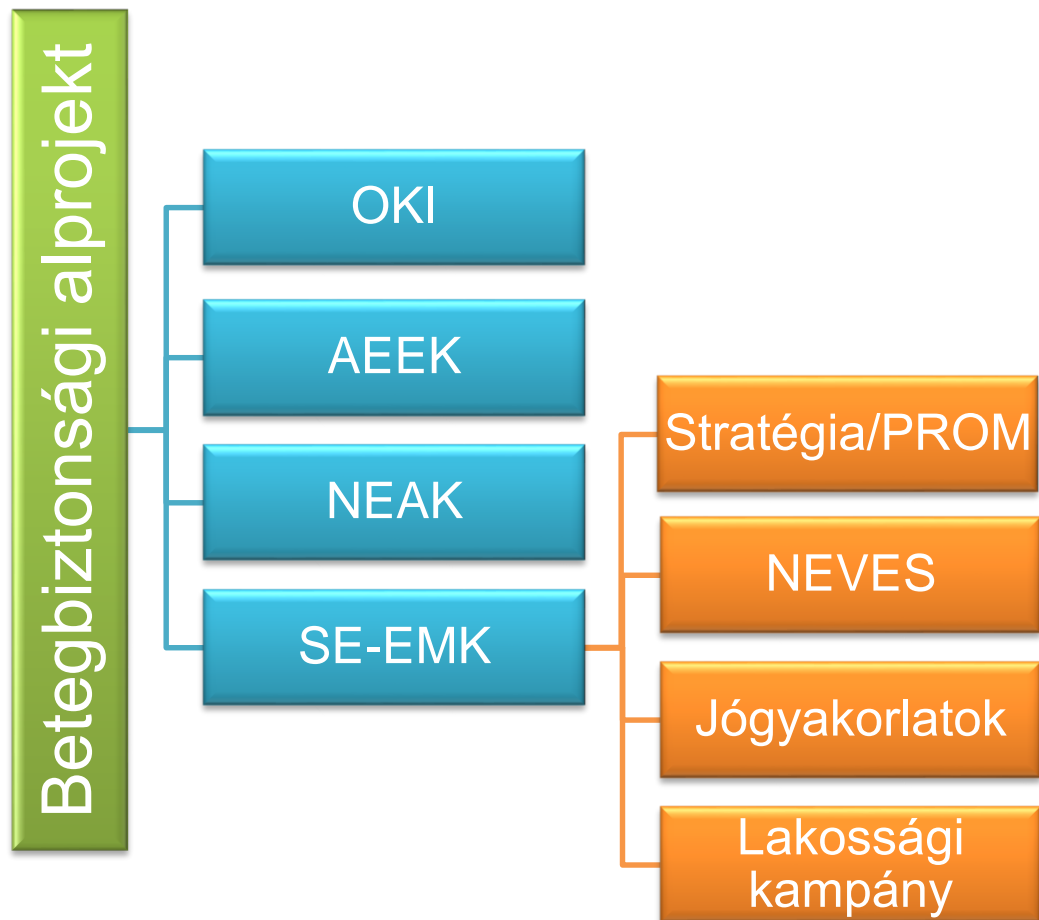 Betegbiztonsági alprojekt
OKI
AEEK
NEAK
SE-EMK
Stratégia/PROM
NEVES
Jógyakorlatok
Lakossági
kampány